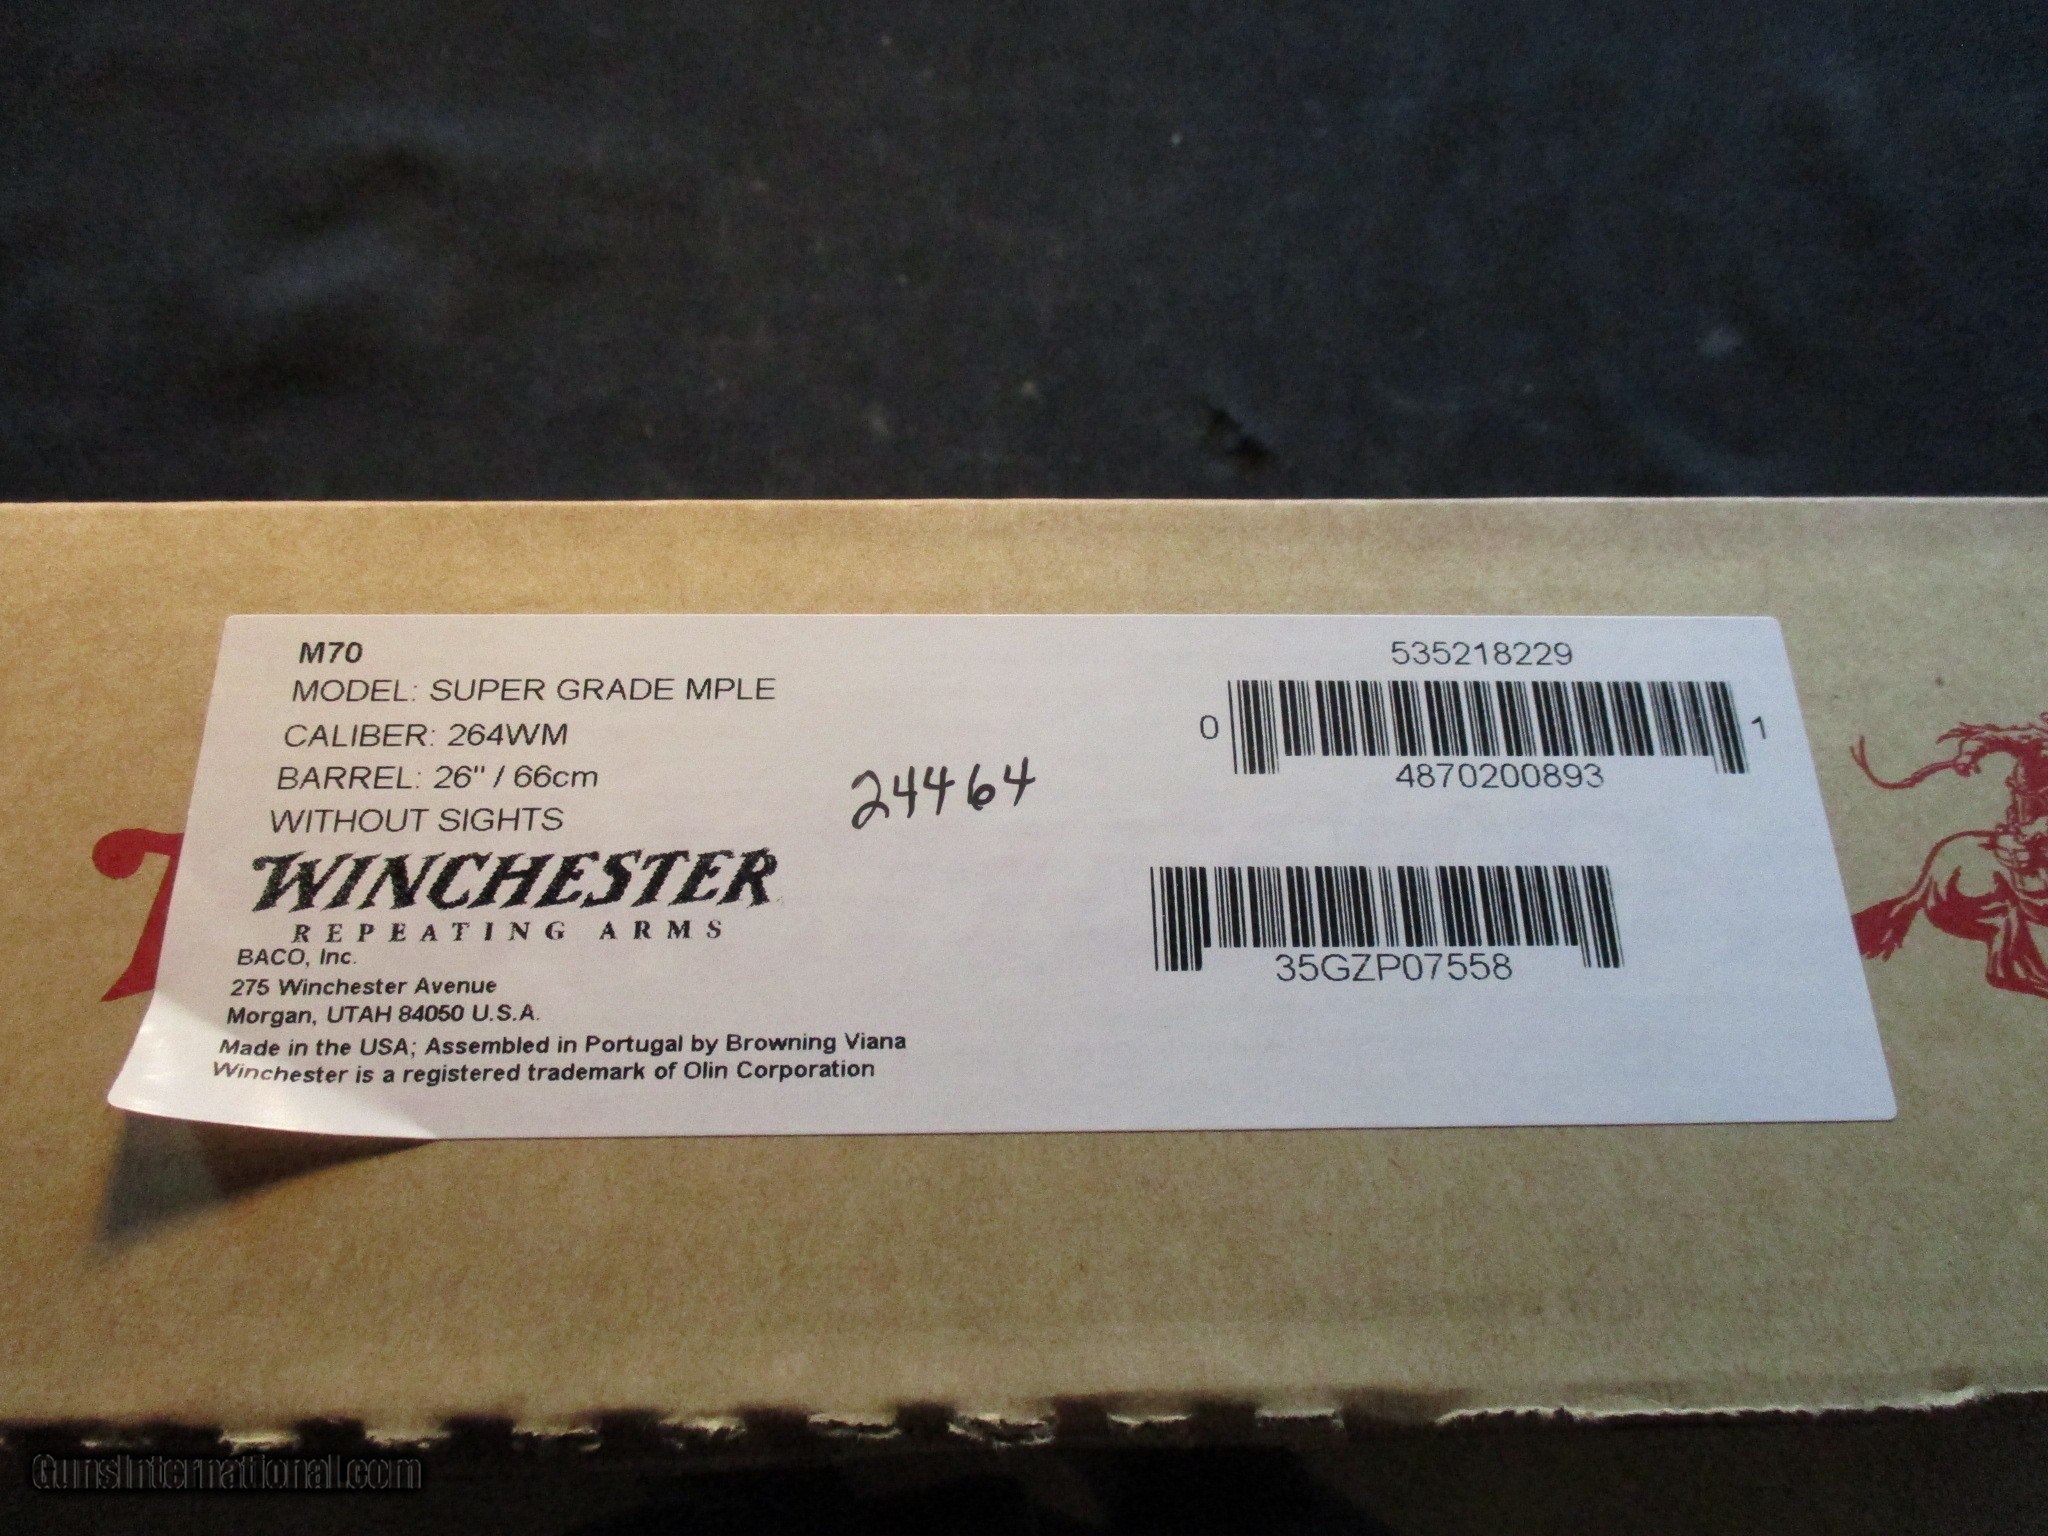 M70
MODEL: SUPER GRADE MPLE
CALIBER: 264WM
BARREL: 26" / 66cm
WITHOUT SIGHTS
WINCHESTER
REPEATING ARMS
BACO, Inc.
275 Winchester Avenue
Morgan, UTAH 84050 U.S.A.
Made in the USA; Assembled in Portugal by Browning Viana
Winchester is a registered trademark of Olin Corporation
24464
535218229
0 1
4870200893
35GZP07558
GunsInternational.com